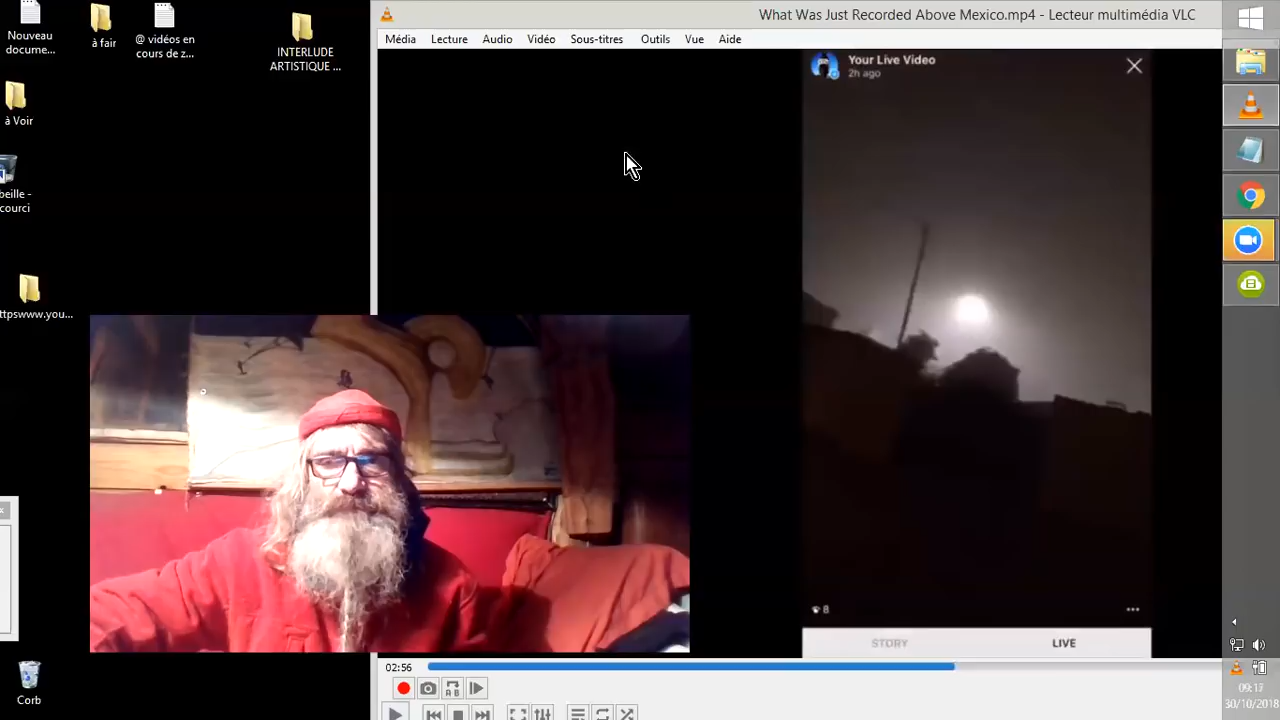 Nouveau
docume...
à fair
@ vidéos en
cours de z...
INTERLUDE
ARTISTIQUE ...
à Voir
beille -
courci
ttpswww.you...
Corb
What Was Just Recorded Above Mexico.mp4 - Lecteur multimédia VLC
Média Lecture Audio Vidéo Sous-titres Outils Vue Aide
Your Live Video
2h ago
8
STORY LIVE
02:56
A B
09:17
30/10/2018